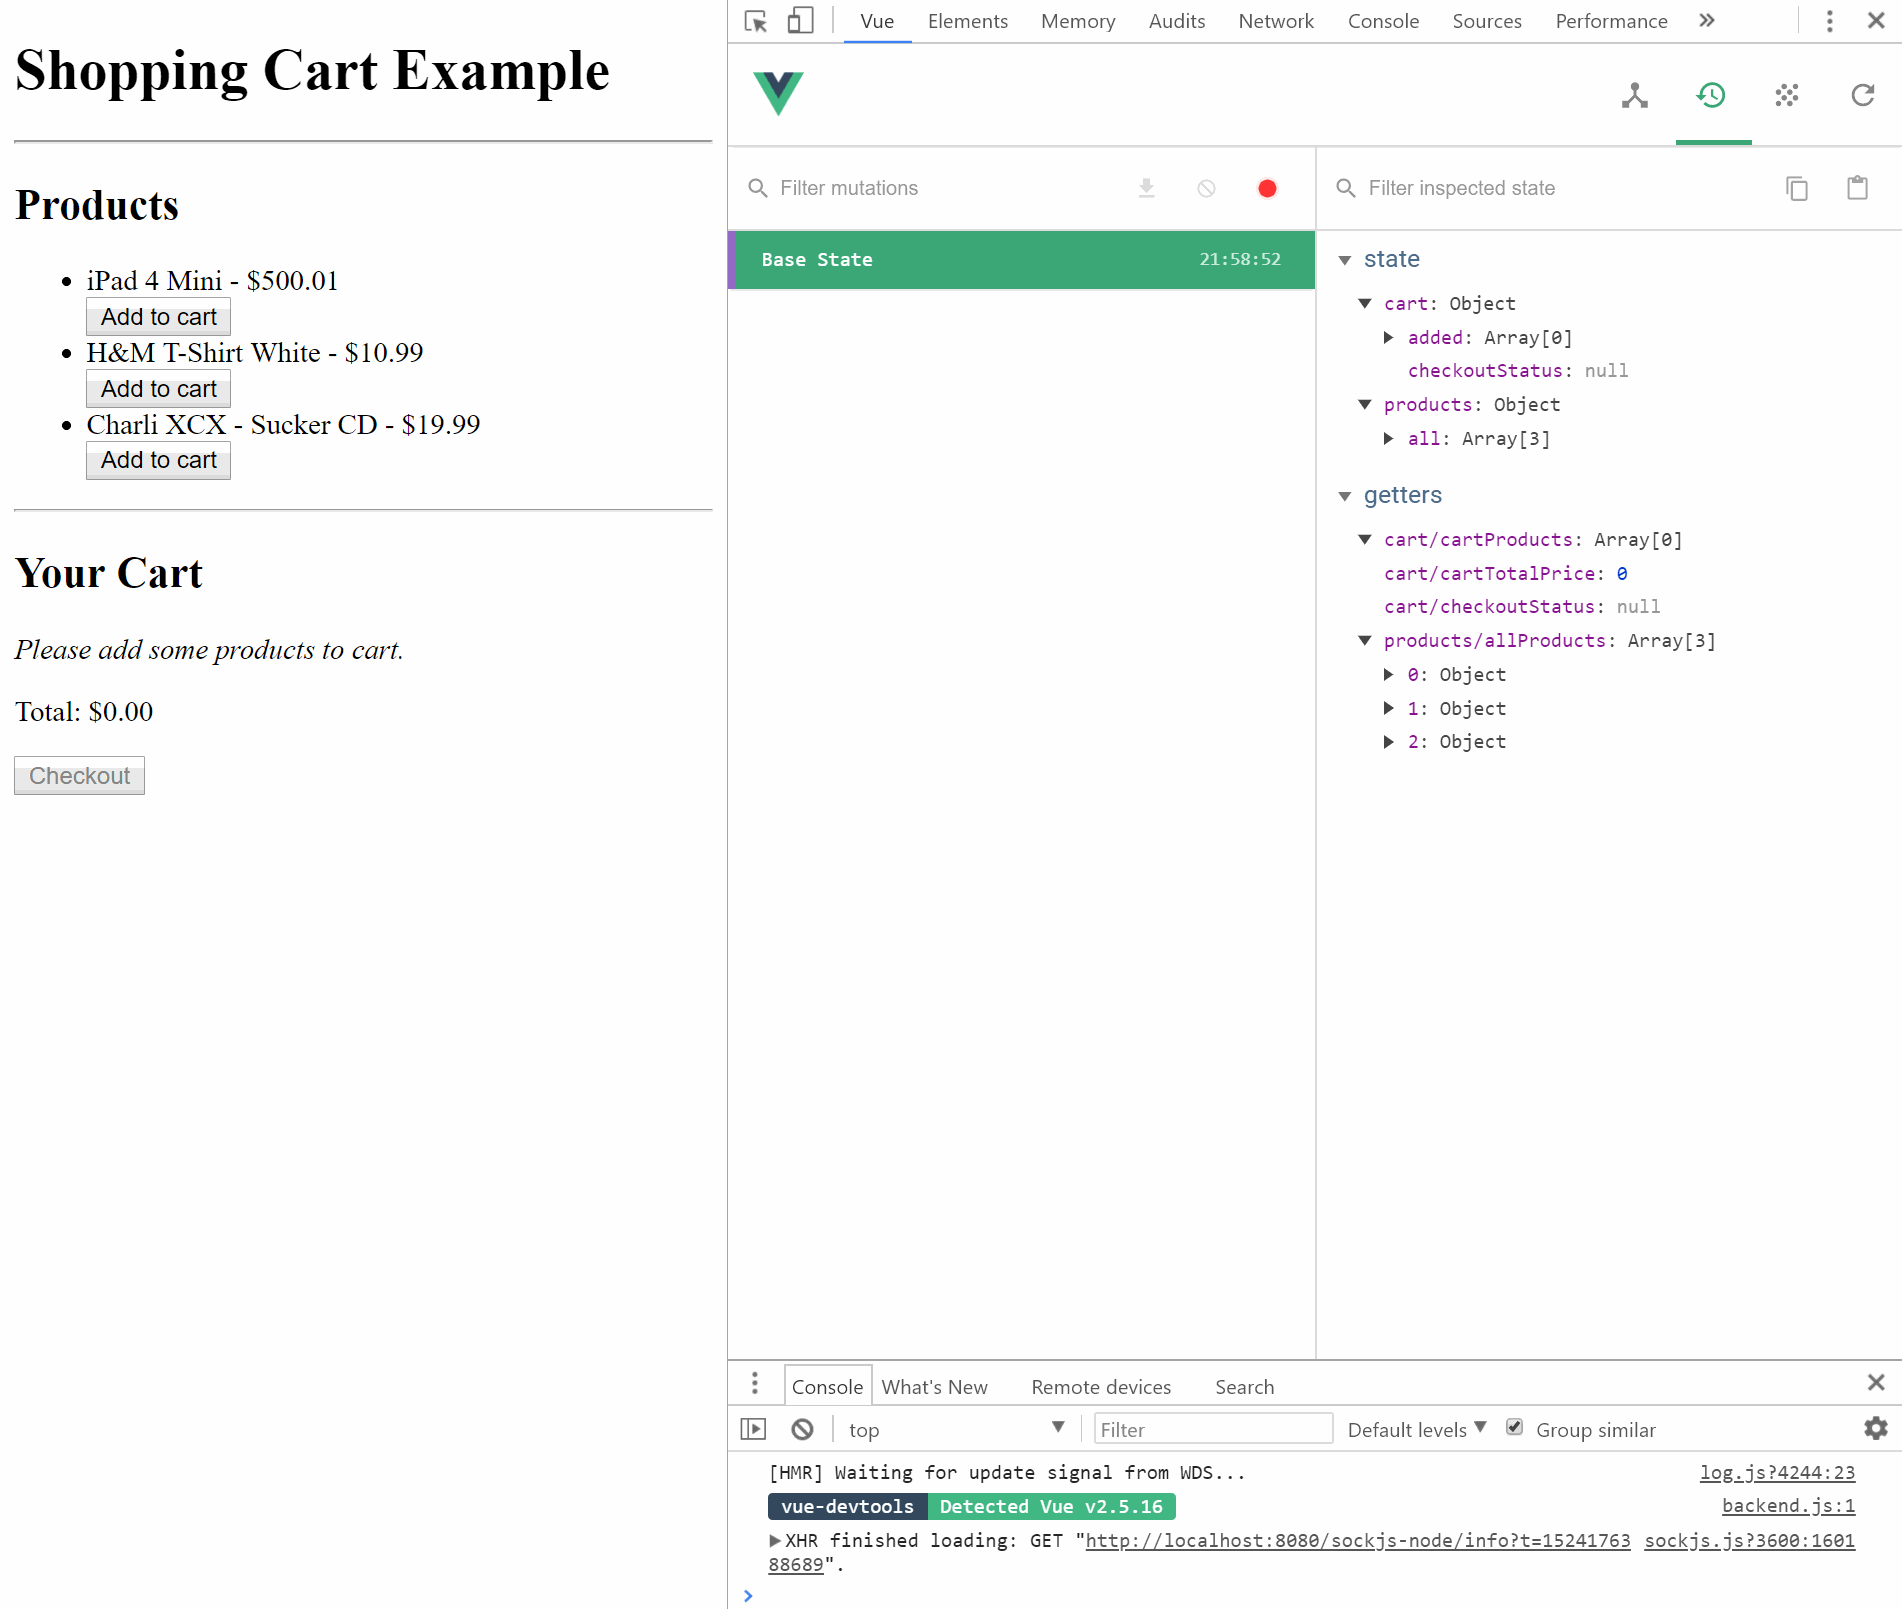 Shopping Cart Example
Products
iPad 4 Mini - $500.01
Add to cart
H&M T-Shirt White - $10.99
Add to cart
Charli XCX - Sucker CD - $19.99
Add to cart
Your Cart
Please add some products to cart.
Total: $0.00
Checkout
Vue Elements Memory Audits Network Console Sources Performance »
Filter mutations
Base State 21:58:52
Filter inspected state
state
cart: Object
added: Array[0]
checkoutStatus: null
products: Object
all: Array[3]
getters
cart/cartProducts: Array[0]
cart/cartTotalPrice: 0
cart/checkoutStatus: null
products/allProducts: Array[3]
0: Object
1: Object
2: Object
Console What's New Remote devices Search
top Filter Default levels Group similar
[HMR] Waiting for update signal from WDS... log.js?4244:23
vue-devtools Detected Vue v2.5.16 backend.js:1
XHR finished loading: GET "http://localhost:8080/sockjs-node/info?t=15241763 sockjs.js?3600:1601
88689".